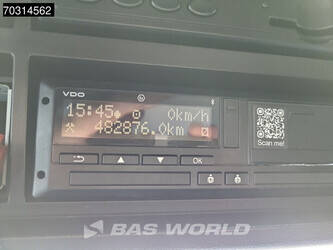 70314562
VDO
15:45 0km/h
482876.0km
OK
Scan me!
BAS WORLD